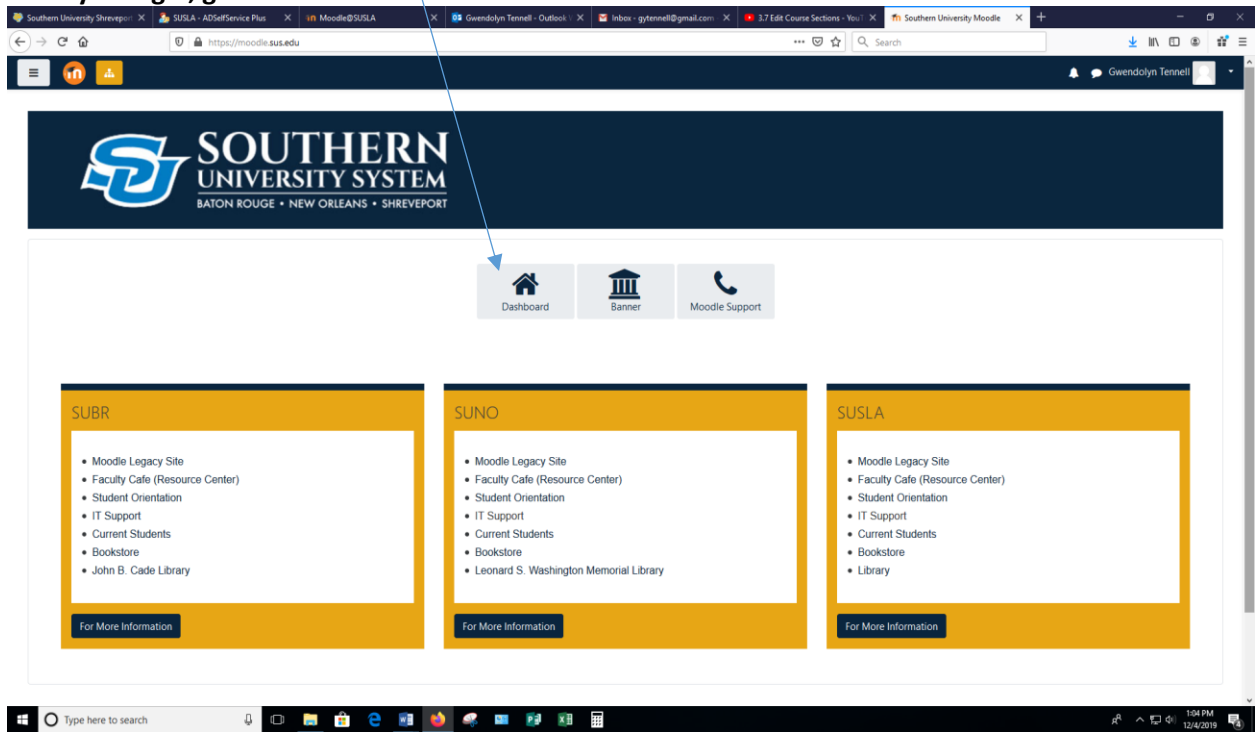 Southern University Shreveport
SUSLA - ADSelfService Plus
Moodle@SUSLA
Gwendolyn Tennell - Outlook
Inbox - gytennell@gmail.com
3.7 Edit Course Sections - YouT
Southern University Moodle
https://moodle.sus.edu
Search
Gwendolyn Tennell
SOUTHERN
UNIVERSITY SYSTEM
BATON ROUGE • NEW ORLEANS • SHREVEPORT
Dashboard
Banner
Moodle Support
SUBR
• Moodle Legacy Site
• Faculty Cafe (Resource Center)
• Student Orientation
• IT Support
• Current Students
• Bookstore
• John B. Cade Library
For More Information
SUNO
• Moodle Legacy Site
• Faculty Cafe (Resource Center)
• Student Orientation
• IT Support
• Current Students
• Bookstore
• Leonard S. Washington Memorial Library
For More Information
SUSLA
• Moodle Legacy Site
• Faculty Cafe (Resource Center)
• Student Orientation
• IT Support
• Current Students
• Bookstore
• Library
For More Information
Type here to search
1:04 PM
12/4/2019